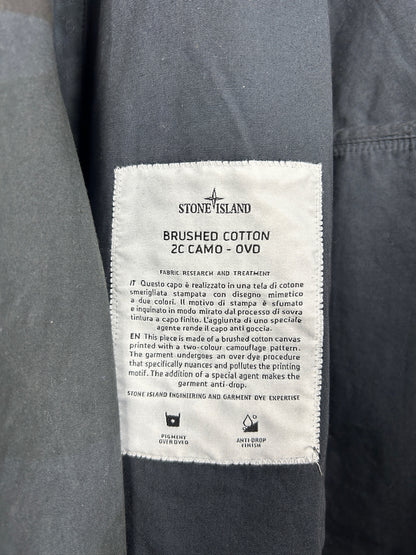 STONE ISLAND
BRUSHED COTTON
2C CAMO - OVD
FABRIC RESEARCH AND TREATMENT
IT Questo capo è realizzato in una tela di cotone
smerigliata stampata con disegno mimetico
a due colori. Il motivo di stampa è sfumato
e inquinato in modo mirato dal processo di sovra
tintura a capo finito. L'aggiunta di uno speciale
agente rende il capo anti goccia.
EN This piece is made of a brushed cotton canvas
printed with a two-colour camouflage pattern.
The garment undergoes an over dye procedure
that specifically nuances and pollutes the printing
motif. The addition of a special agent makes the
garment anti-drop.
STONE ISLAND ENGINEERING AND GARMENT DYE EXPERTISE
PIGMENT
OVER DYED
ANTI DROP
FINISH